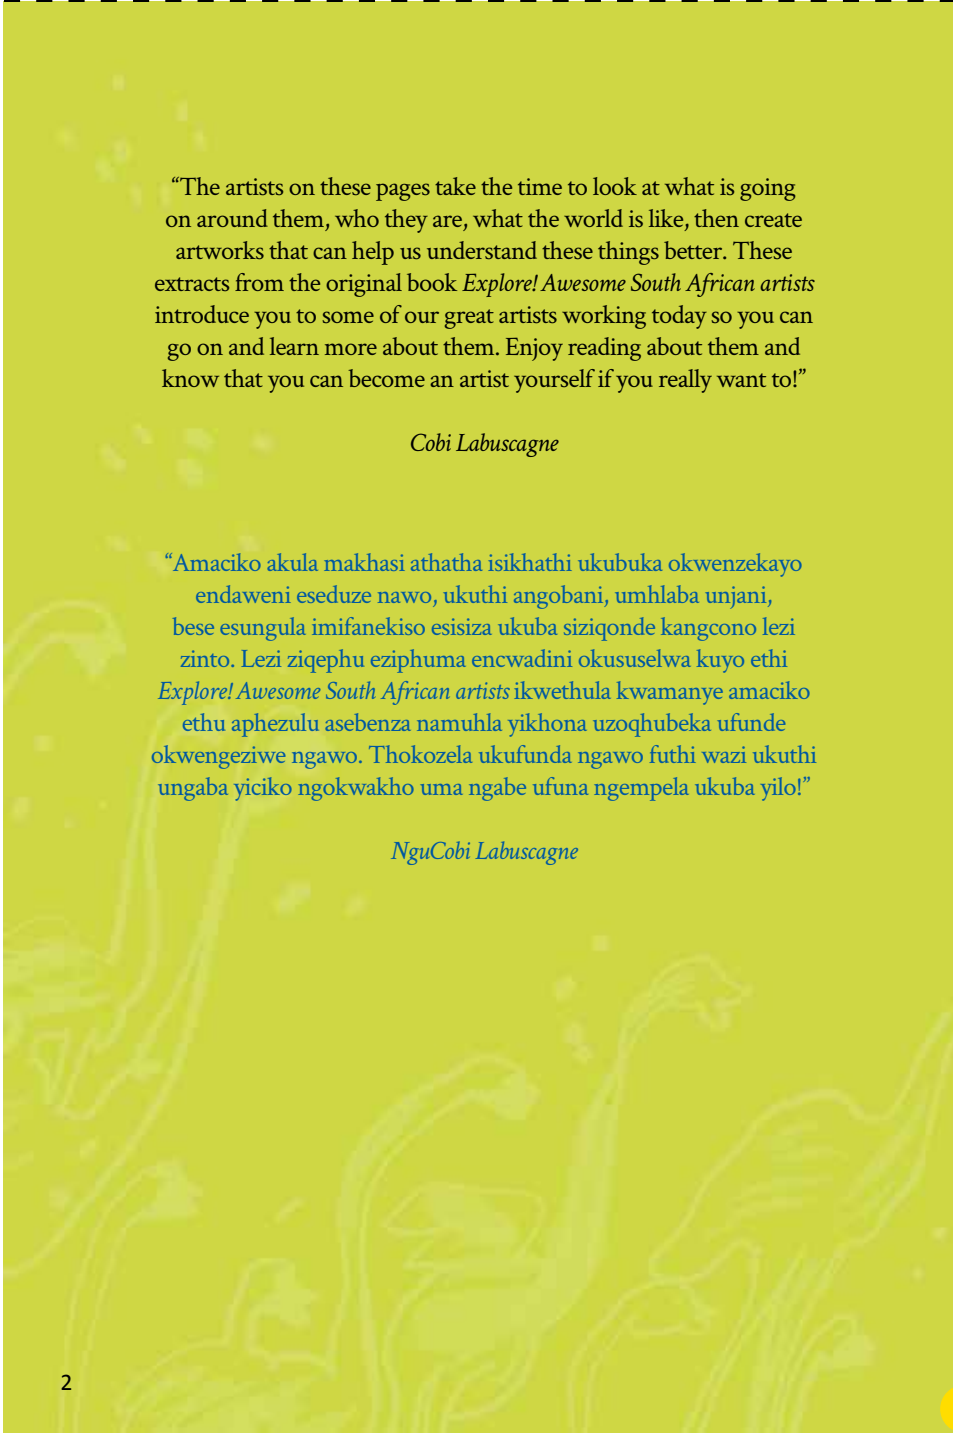 “The artists on these pages take the time to look at what is going
on around them, who they are, what the world is like, then create
artworks that can help us understand these things better. These
extracts from the original book Explore! Awesome South African artists
introduce you to some of our great artists working today so you can
go on and learn more about them. Enjoy reading about them and
know that you can become an artist yourself if you really want to!”
Cobi Labuscagne
“Amaciko akula makhasi athatha isikhathi ukubuka okwenzekayo
endaweni eseduze nawo, ukuthi angobani, umhlaba unjani,
bese esungula imifanekiso esisiza ukuba siziqonde kangcono lezi
zinto. Lezi ziqephu eziphuma encwadini okususelwa kuyo ethi
Explore! Awesome South African artists ikwethula kwamanye amaciko
ethu aphezulu asebenza namuhla yikhona uzoqhubeka ufunde
okwengeziwe ngawo. Thokozela ukufunda ngawo futhi wazi ukuthi
ungaba yiciko ngokwakho uma ngabe ufuna ngempela ukuba yilo!”
NguCobi Labuscagne
2